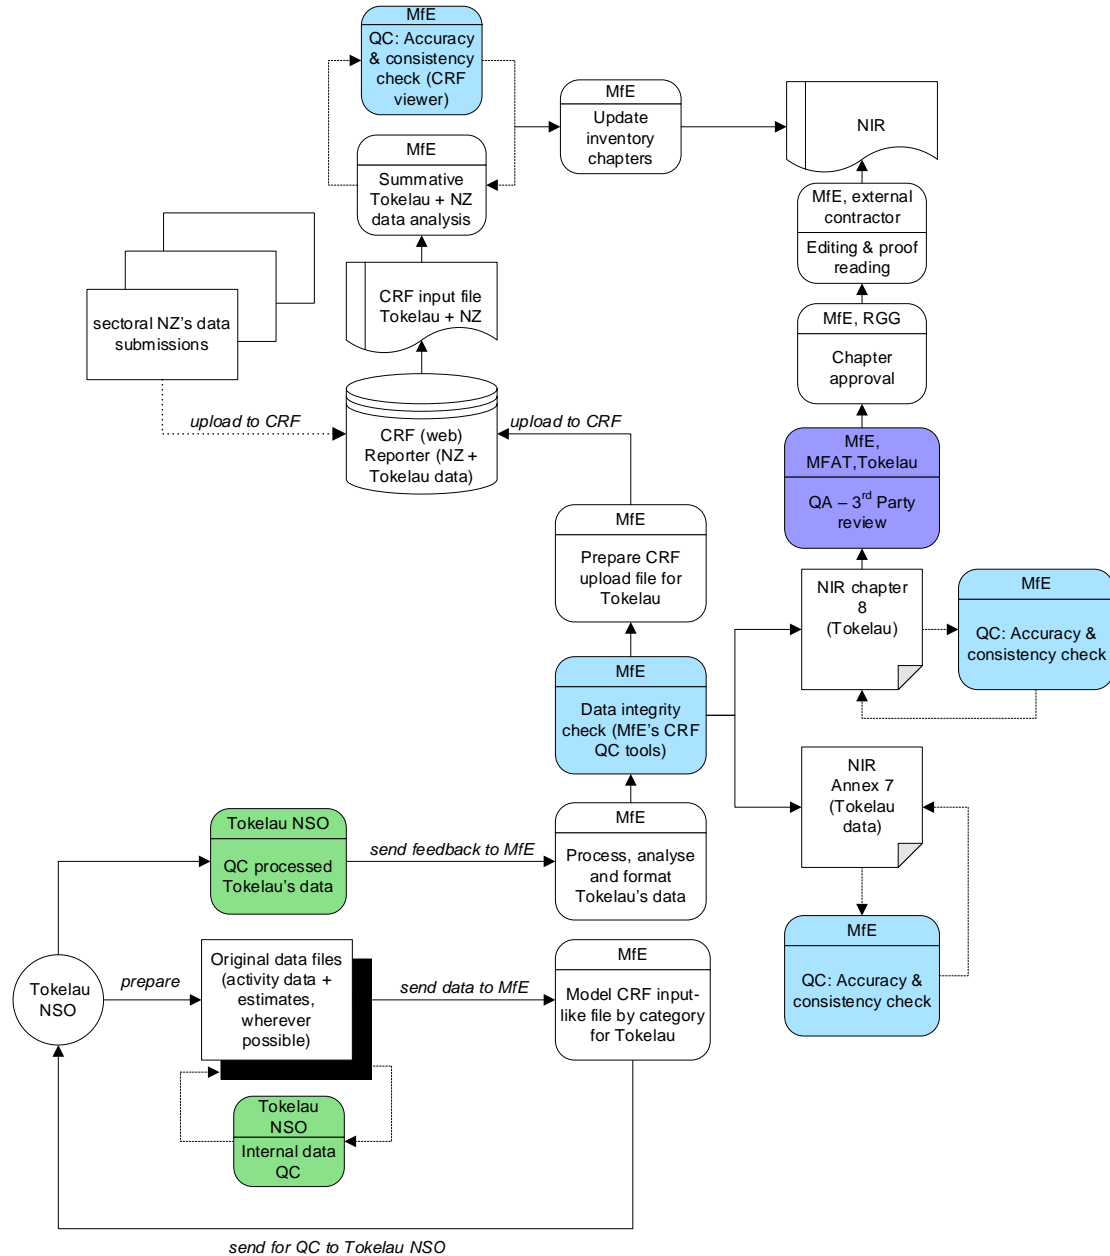 MfE
QC: Accuracy
& consistency
check (CRF
viewer)
MfE
Update
inventory
chapters
NIR
MfE
Summative
Tokelau + NZ
data analysis
MfE, external
contractor
Editing & proof
reading
sectoral NZ's data
submissions
CRF input file
Tokelau + NZ
MfE, RGG
Chapter
approval
upload to CRF
CRF (web)
Reporter (NZ +
Tokelau data)
upload to CRF
MfE,
MFAT,Tokelau
QA – 3rd Party
review
MfE
Prepare CRF
upload file for
Tokelau
NIR chapter
8
(Tokelau)
MfE
QC: Accuracy &
consistency check
MfE
Data integrity
check (MfE's CRF
QC tools)
NIR
Annex 7
(Tokelau
data)
Tokelau NSO
QC processed
Tokelau's data
send feedback to MfE
MfE
Process, analyse
and format
Tokelau's data
MfE
QC: Accuracy &
consistency check
Tokelau
NSO
prepare
Original data files
(activity data +
estimates,
wherever
possible)
send data to MfE
MfE
Model CRF input-
like file by category
for Tokelau
Tokelau
NSO
Internal data
QC
send for QC to Tokelau NSO